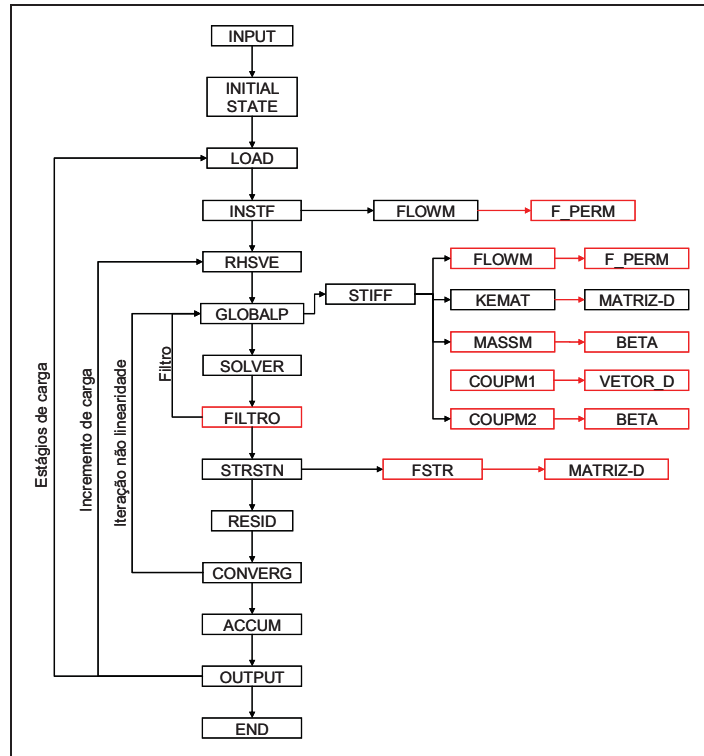 INPUT
INITIAL
STATE
LOAD
INSTF
FLOWM
F_PERM
RHSVE
FLOWM
F_PERM
STIFF
GLOBALP
KEMAT
MATRIZ-D
MASSM
BETA
SOLVER
COUPM1
VETOR_D
FILTRO
COUPM2
BETA
STRSTN
FSTR
MATRIZ-D
RESID
CONVERG
ACCUM
OUTPUT
END
Estágios de carga
Incremento de carga
Iteração não linearidade
Filtro